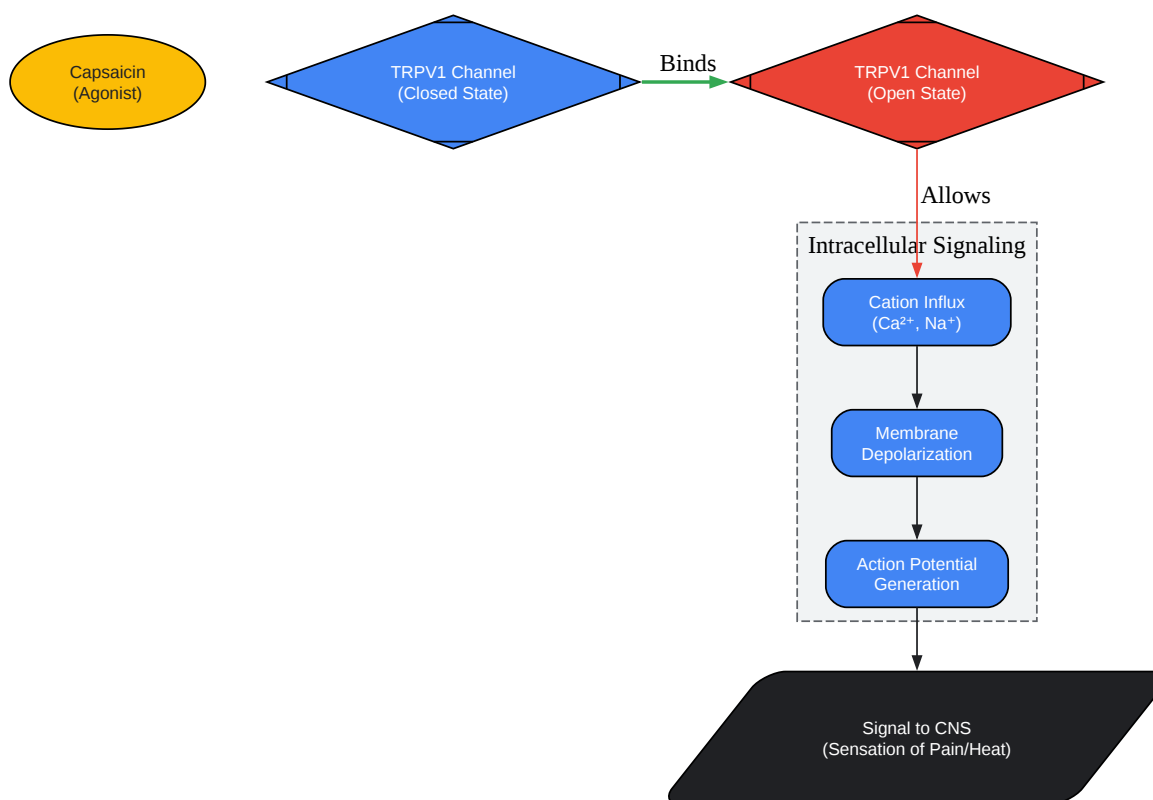 Capsaicin
(Agonist)
TRPV1 Channel
(Closed State)
Binds
TRPV1 Channel
(Open State)
Allows
Intracellular Signaling
Cation Influx
(Ca²⁺, Na⁺)
Membrane
Depolarization
Action Potential
Generation
Signal to CNS
(Sensation of Pain/Heat)